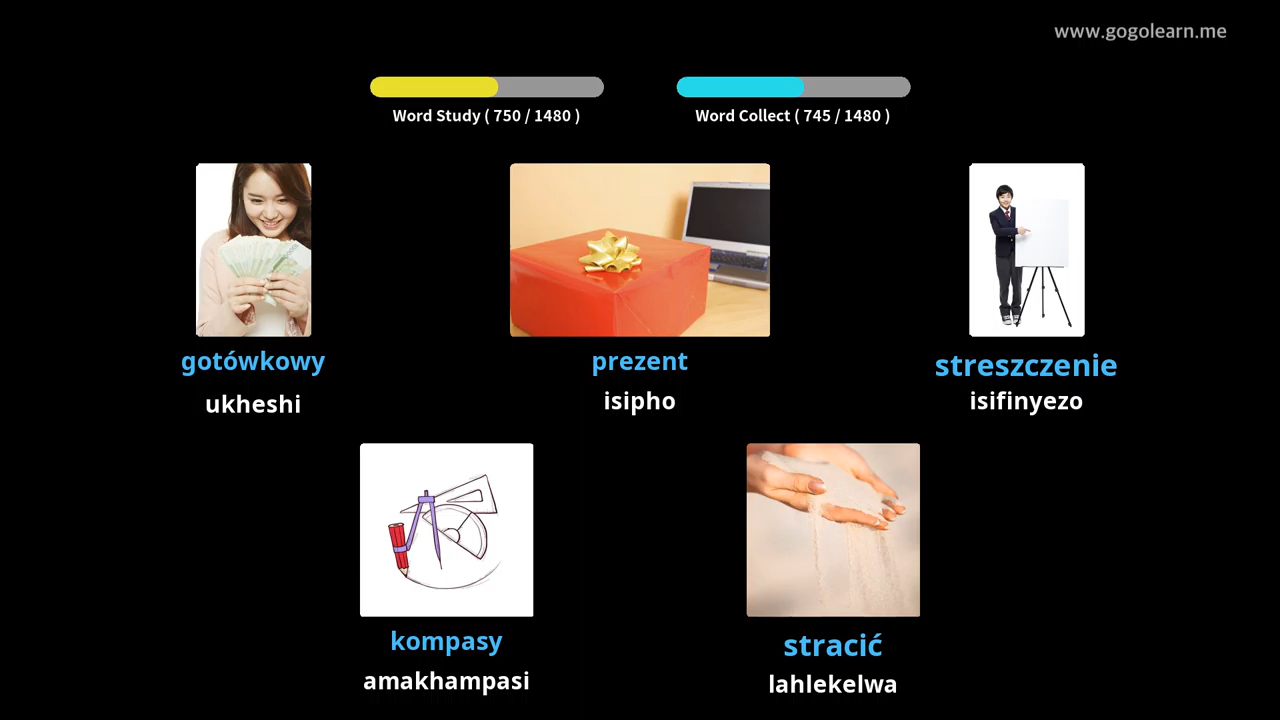 www.gogolearn.me
Word Study ( 750 / 1480 )
Word Collect ( 745 / 1480 )
gotówkowy
ukheshi
prezent
isipho
streszczenie
isifinyezo
kompasy
amakhampasi
stracić
lahlekelwa